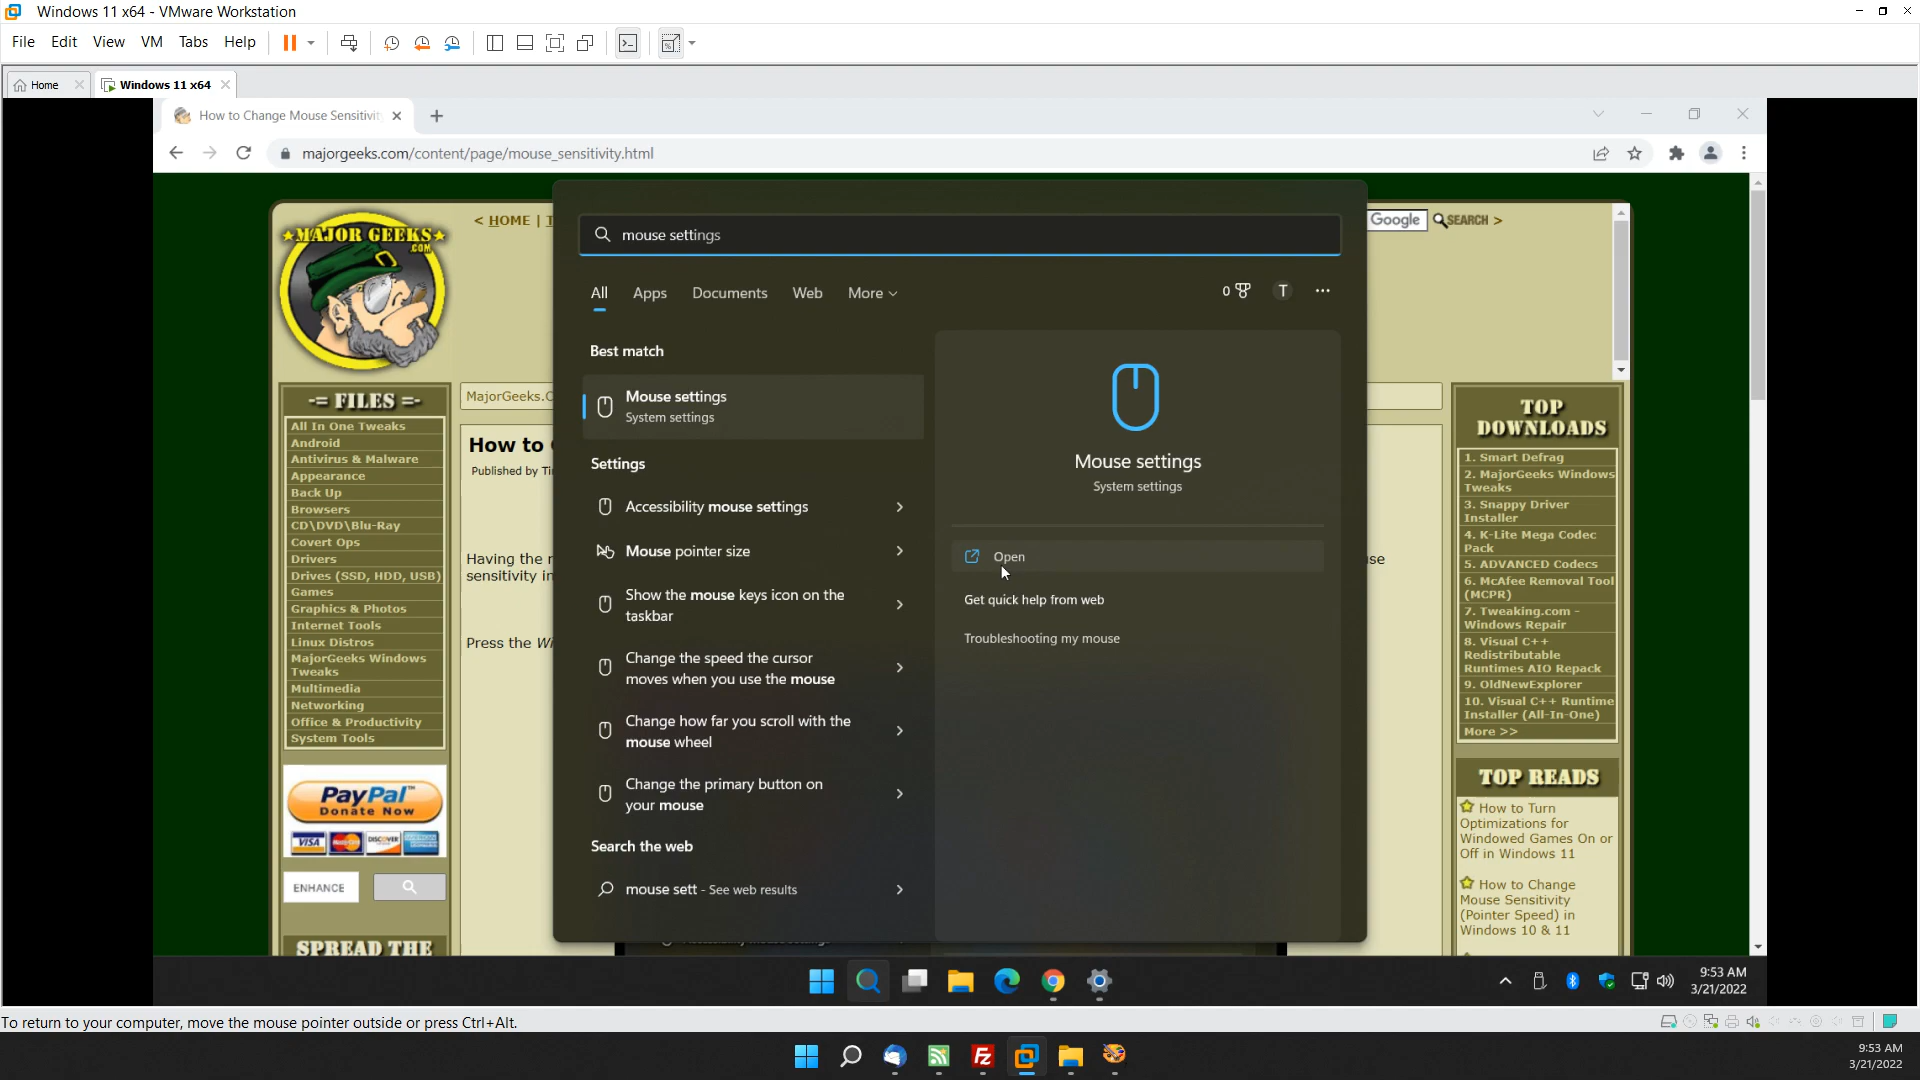 Windows 11 x64 - VMware Workstation
File Edit View VM Tabs Help
Home Windows 11 x64
How to Change Mouse Sensitivi
majorgeeks.com/content/page/mouse_sensitivity.html
MAJOR GEEKS
.COM
< HOME | T
Google SEARCH >
mouse settings
All Apps Documents Web More
0 T
-= FILES =-
All In One Tweaks
Android
Antivirus & Malware
Appearance
Back Up
Browsers
CD\DVD\Blu-Ray
Covert Ops
Drivers
Drives (SSD, HDD, USB)
Games
Graphics & Photos
Internet Tools
Linux Distros
MajorGeeks Windows
Tweaks
Multimedia
Networking
Office & Productivity
System Tools
PayPal™
Donate Now
VISA MasterCard DISCOVER
ENHANCE
SPREAD THE
MajorGeeks.C
How to
Published by Ti
Having the
sensitivity in
Press the Wi
Best match
Mouse settings
System settings
Settings
Accessibility mouse settings
Mouse pointer size
Show the mouse keys icon on the
taskbar
Change the speed the cursor
moves when you use the mouse
Change how far you scroll with the
mouse wheel
Change the primary button on
your mouse
Search the web
mouse sett - See web results
Mouse settings
System settings
Open
Get quick help from web
Troubleshooting my mouse
TOP
DOWNLOADS
1. Smart Defrag
2. MajorGeeks Windows
Tweaks
3. Snappy Driver
Installer
4. K-Lite Mega Codec
Pack
5. ADVANCED Codecs
6. McAfee Removal Tool
(MCPR)
7. Tweaking.com -
Windows Repair
8. Visual C++
Redistributable
Runtimes AIO Repack
9. OldNewExplorer
10. Visual C++ Runtime
Installer (All-In-One)
More >>
TOP READS
How to Turn
Optimizations for
Windowed Games On or
Off in Windows 11
How to Change
Mouse Sensitivity
(Pointer Speed) in
Windows 10 & 11
9:53 AM
3/21/2022
To return to your computer, move the mouse pointer outside or press Ctrl+Alt.
9:53 AM
3/21/2022